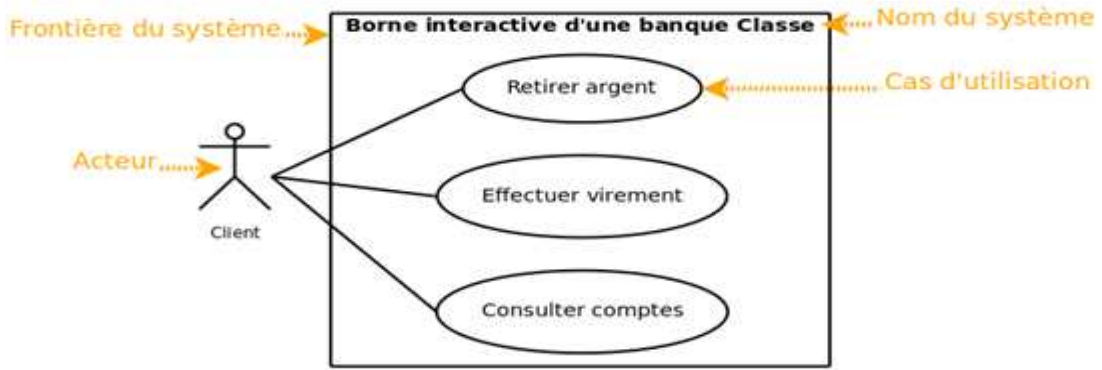 Frontière du système
Borne interactive d'une banque Classe
Nom du système
Retirer argent
Cas d'utilisation
Acteur
Effectuer virement
Client
Consulter comptes